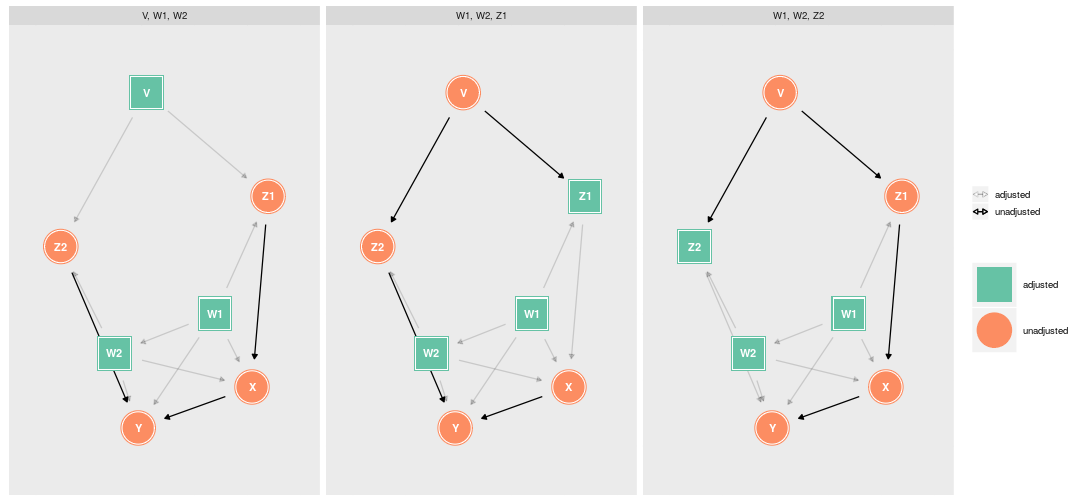 V, W1, W2
V
Z1
Z2
W1
W2
X
Y
W1, W2, Z1
V
Z1
Z2
W1
W2
X
Y
W1, W2, Z2
V
Z1
Z2
W1
W2
X
Y
adjusted
unadjusted
adjusted
unadjusted